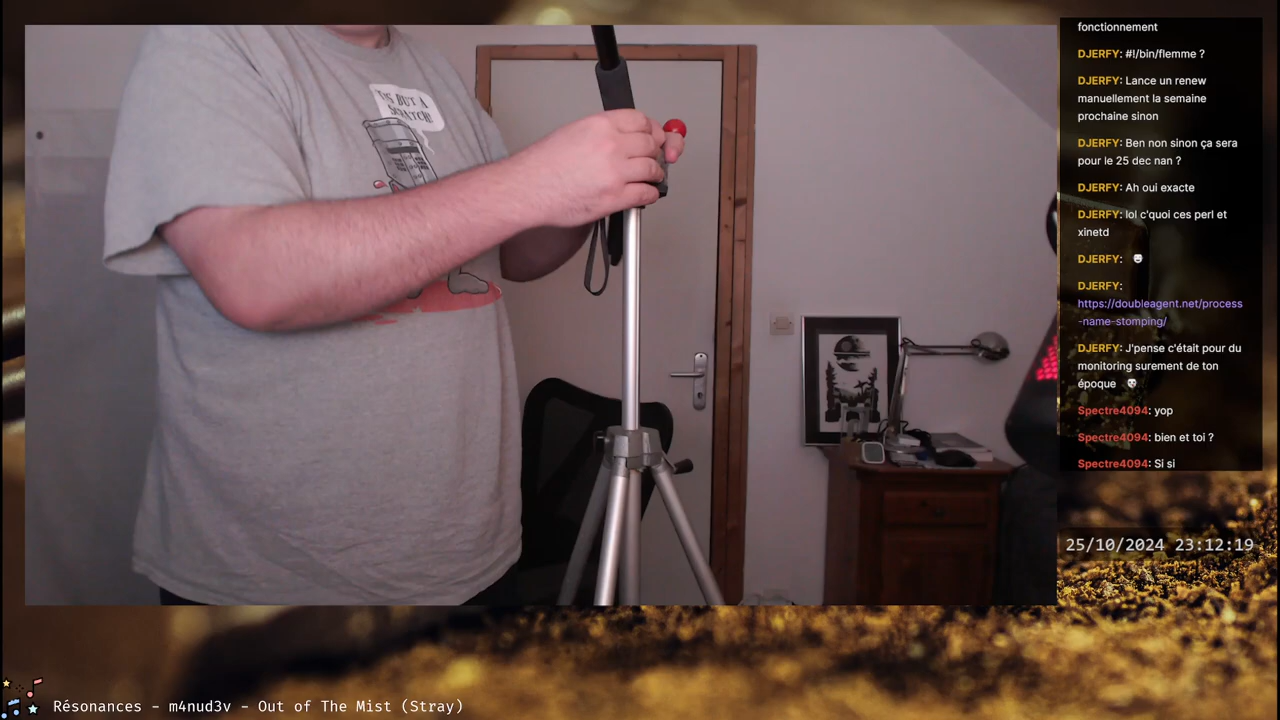 'TIS BUT A
SCRATCH!
fonctionnement
DJERFY: #!/bin/flemme ?
DJERFY: Lance un renew
manuellement la semaine
prochaine sinon
DJERFY: Ben non sinon ça sera
pour le 25 dec nan ?
DJERFY: Ah oui exacte
DJERFY: lol c'quoi ces perl et
xinetd
DJERFY:
DJERFY:
https://doubleagent.net/process
-name-stomping/
DJERFY: J'pense c'était pour du
monitoring surement de ton
époque
Spectre4094: yop
Spectre4094: bien et toi ?
Spectre4094: Si si
25/10/2024 23:12:19
Résonances - m4nud3v - Out of The Mist (Stray)